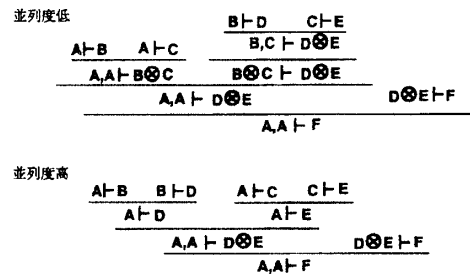 並列度低
B⊢D C⊢E
A⊢B A⊢C B,C ⊢ D⊗E
A,A⊢B⊗C B⊗C ⊢ D⊗E
A,A ⊢ D⊗E D⊗E⊢F
A,A⊢F
並列度高
A⊢B B⊢D A⊢C C⊢E
A⊢D A⊢E
A,A ⊢ D⊗E D⊗E⊢F
A,A⊢F